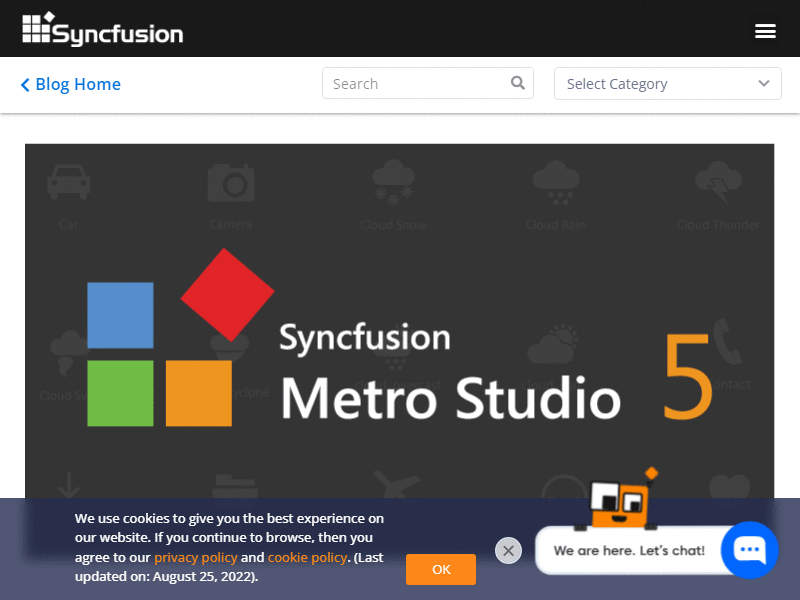 Syncfusion
Blog Home
Search
Select Category
Car
Camera
Cloud Snow
Cloud Rain
Cloud Thunder
Syncfusion
Metro Studio 5
We use cookies to give you the best experience on
our website. If you continue to browse, then you
agree to our privacy policy and cookie policy. (Last
updated on: August 25, 2022).
OK
We are here. Let's chat!